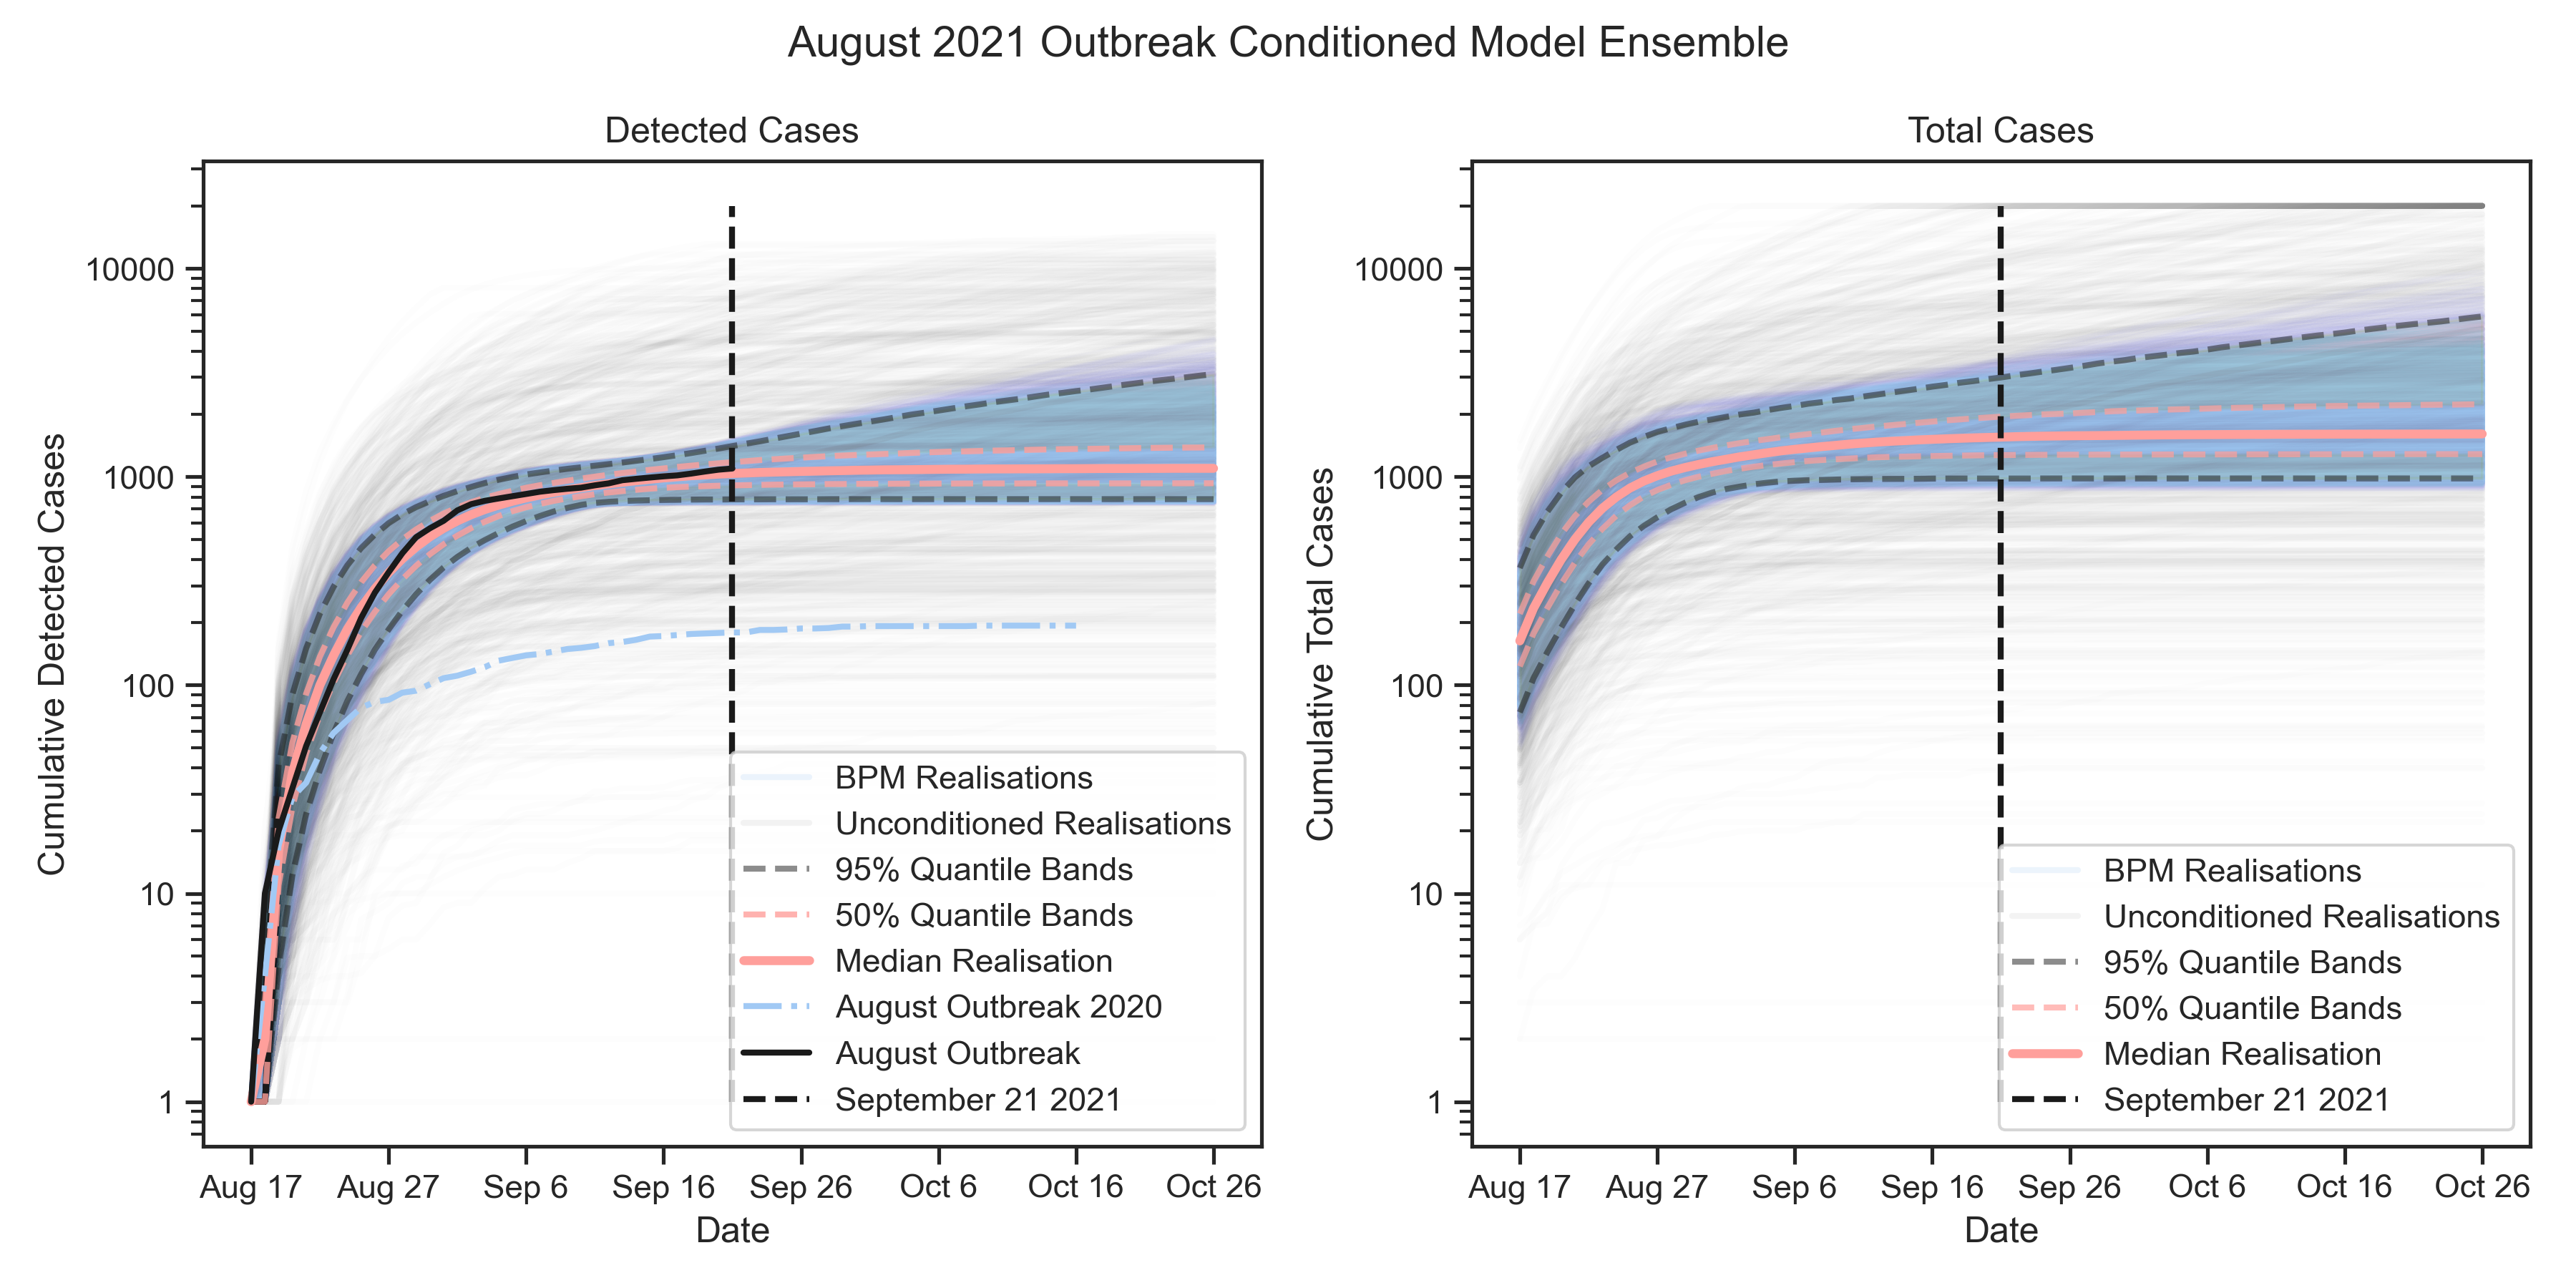 August 2021 Outbreak Conditioned Model Ensemble
Detected Cases
Cumulative Detected Cases
10000
1000
100
10
1
BPM Realisations
Unconditioned Realisations
95% Quantile Bands
50% Quantile Bands
Median Realisation
August Outbreak 2020
August Outbreak
September 21 2021
Aug 17 Aug 27 Sep 6 Sep 16 Sep 26 Oct 6 Oct 16 Oct 26
Date
Total Cases
Cumulative Total Cases
10000
1000
100
10
1
BPM Realisations
Unconditioned Realisations
95% Quantile Bands
50% Quantile Bands
Median Realisation
September 21 2021
Aug 17 Aug 27 Sep 6 Sep 16 Sep 26 Oct 6 Oct 16 Oct 26
Date